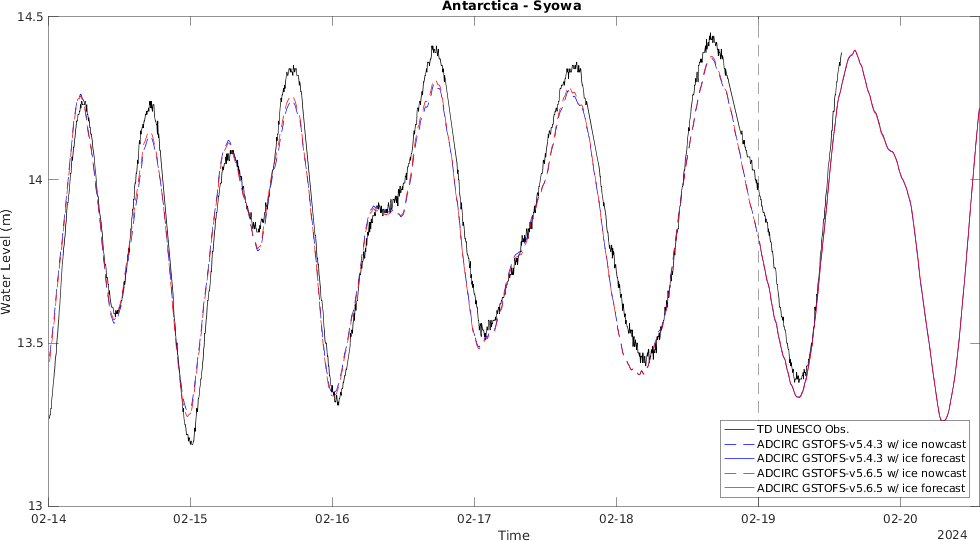 Antarctica - Syowa
Water Level (m)
14.5
14
13.5
13
02-14 02-15 02-16 02-17 02-18 02-19 02-20
Time
2024
TD UNESCO Obs.
ADCIRC GSTOFS-v5.4.3 w/ ice nowcast
ADCIRC GSTOFS-v5.4.3 w/ ice forecast
ADCIRC GSTOFS-v5.6.5 w/ ice nowcast
ADCIRC GSTOFS-v5.6.5 w/ ice forecast